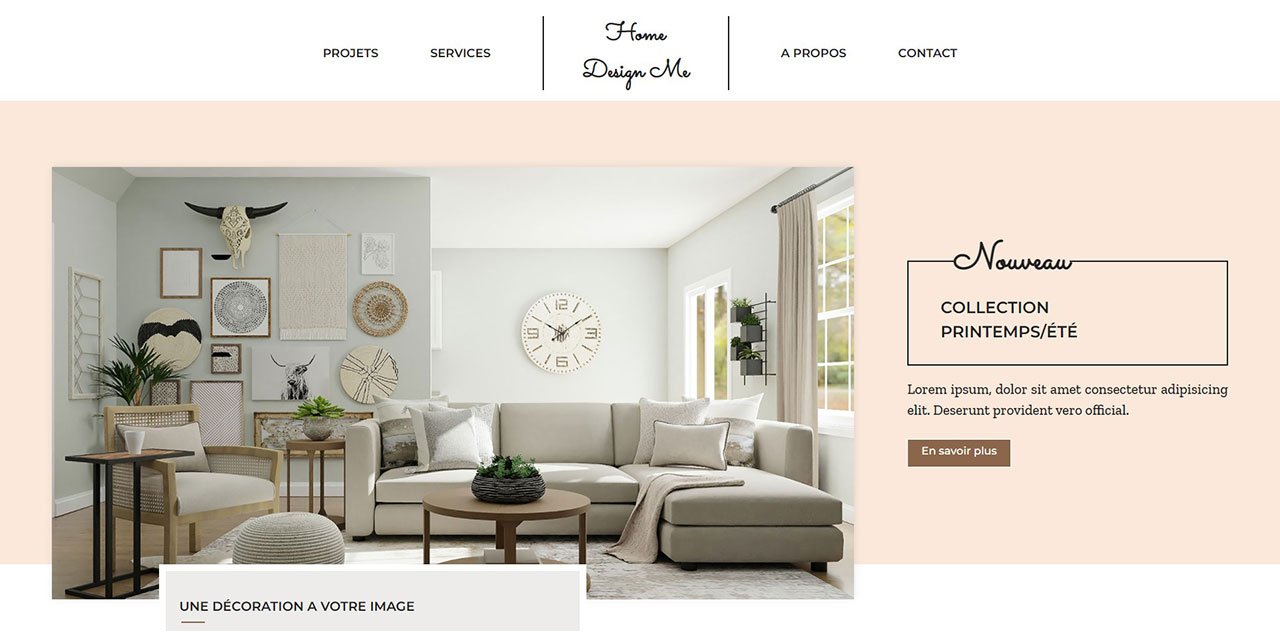 PROJETS
SERVICES
Home
Design Me
A PROPOS
CONTACT
Nouveau
COLLECTION
PRINTEMPS/ÉTÉ
Lorem ipsum, dolor sit amet consectetur adipisicing
elit. Deserunt provident vero official.
En savoir plus
UNE DÉCORATION A VOTRE IMAGE